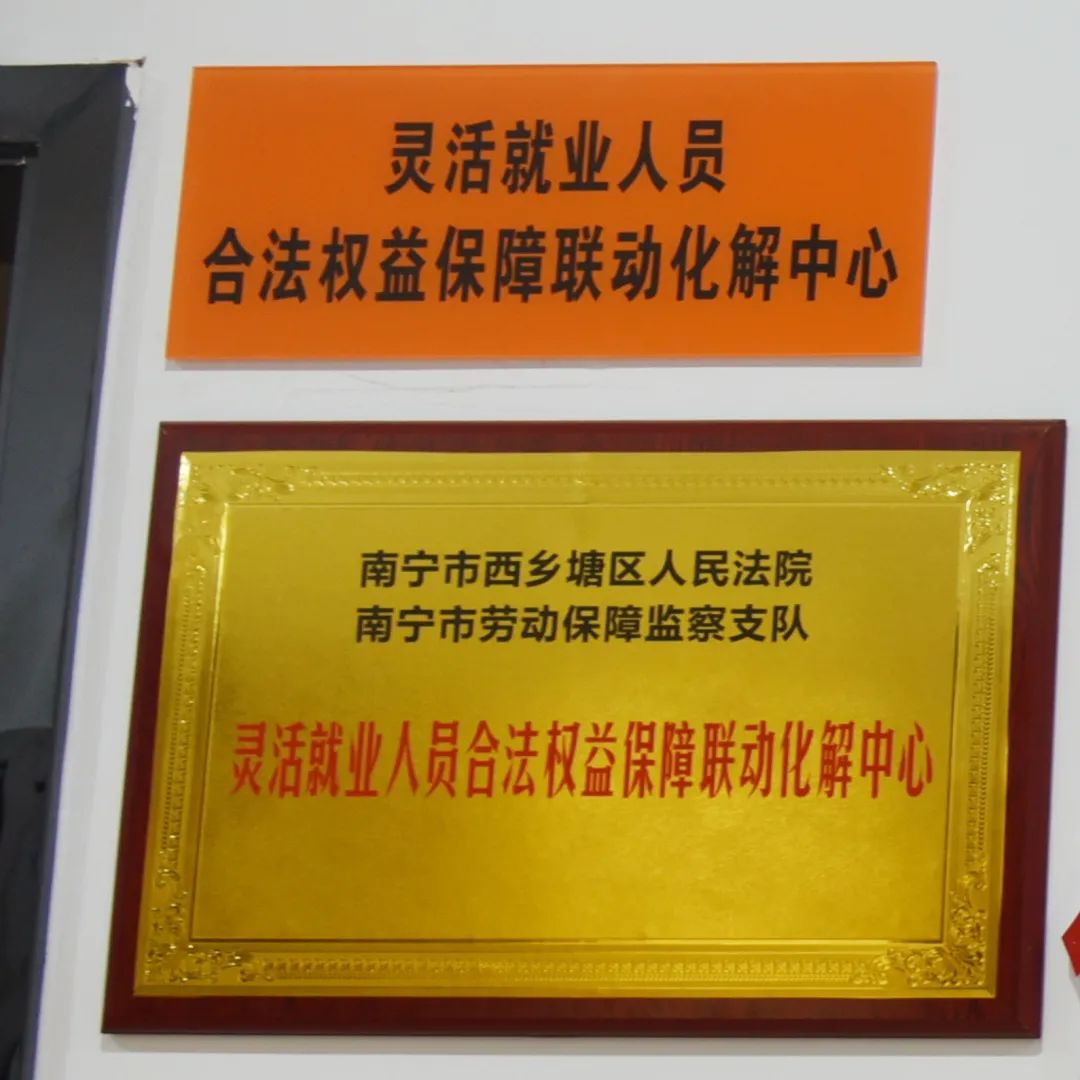 灵活就业人员
合法权益保障联动化解中心
南宁市西乡塘区人民法院
南宁市劳动保障监察支队
灵活就业人员合法权益保障联动化解中心